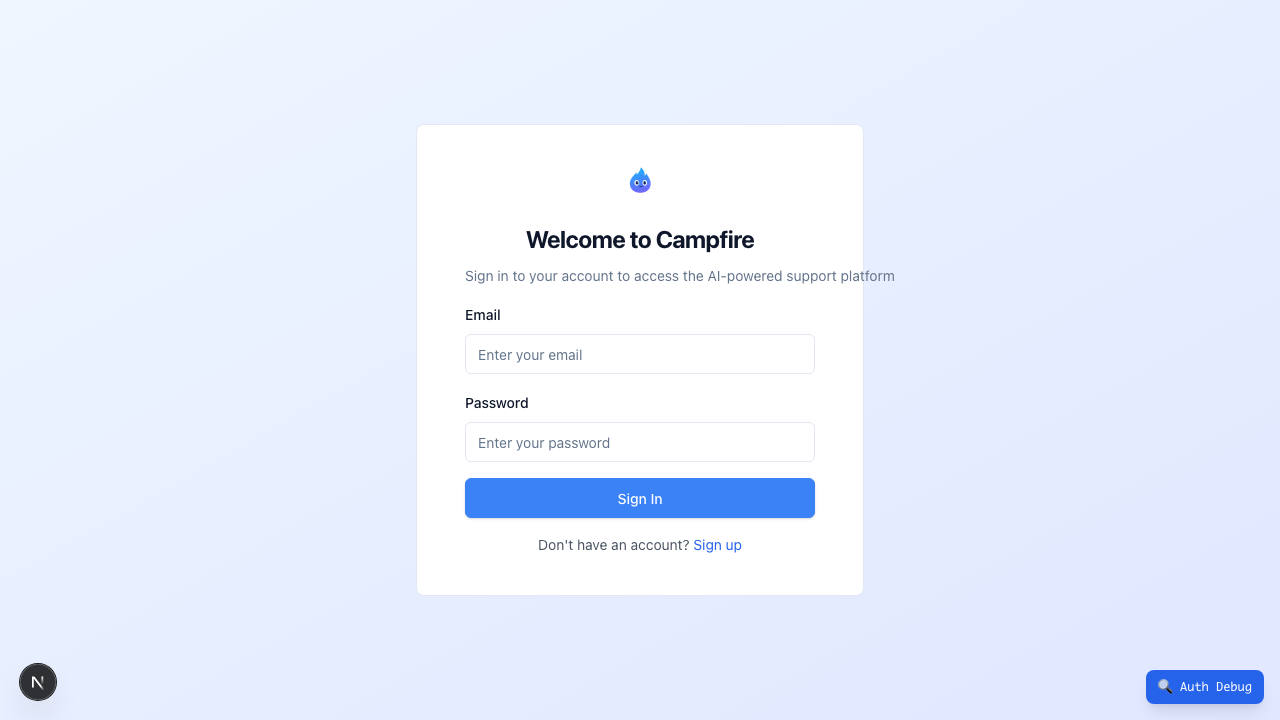 Welcome to Campfire
Sign in to your account to access the AI-powered support platform
Email
Enter your email
Password
Enter your password
Sign In
Don't have an account? Sign up
N
Auth Debug